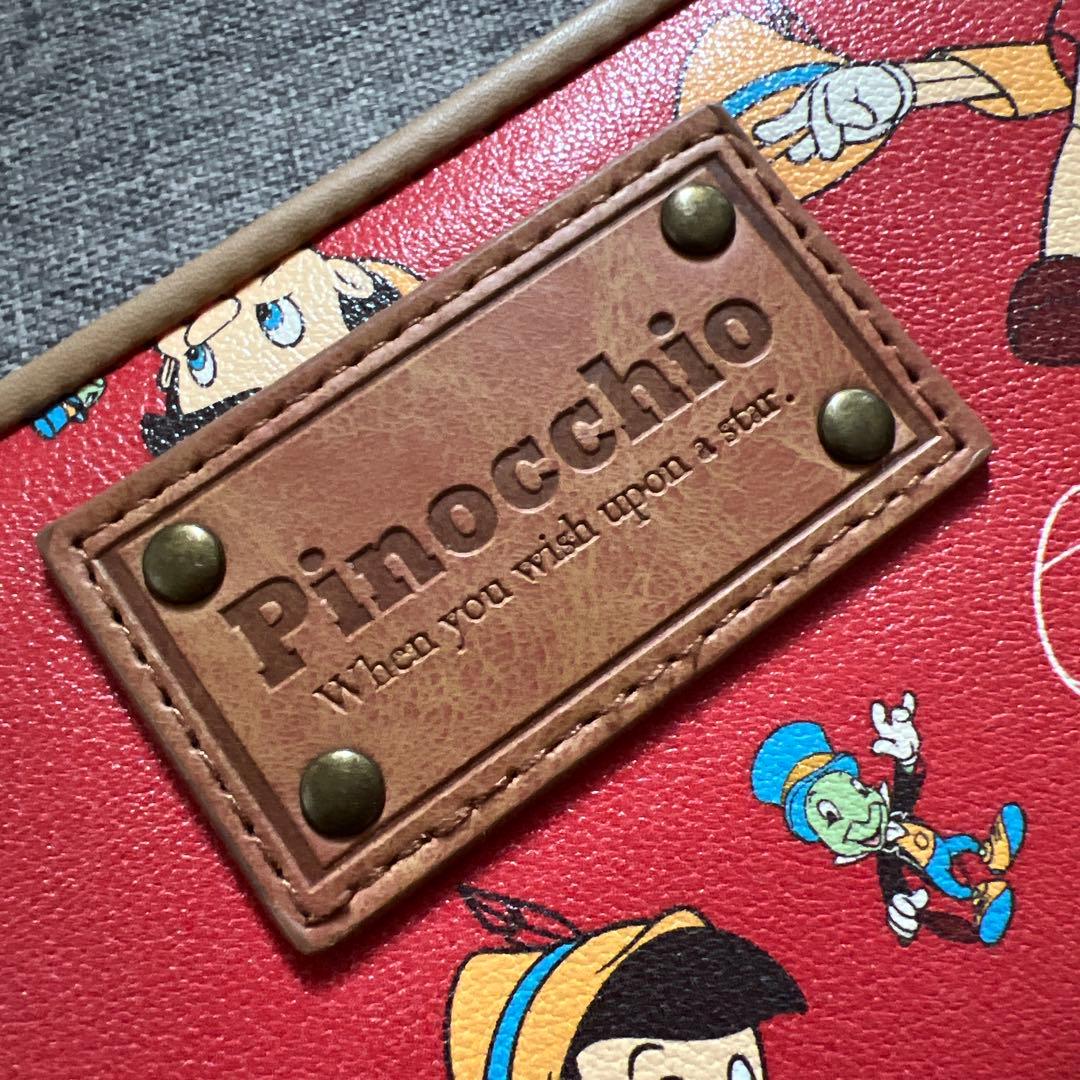 Pinocchio
When you wish upon a star.